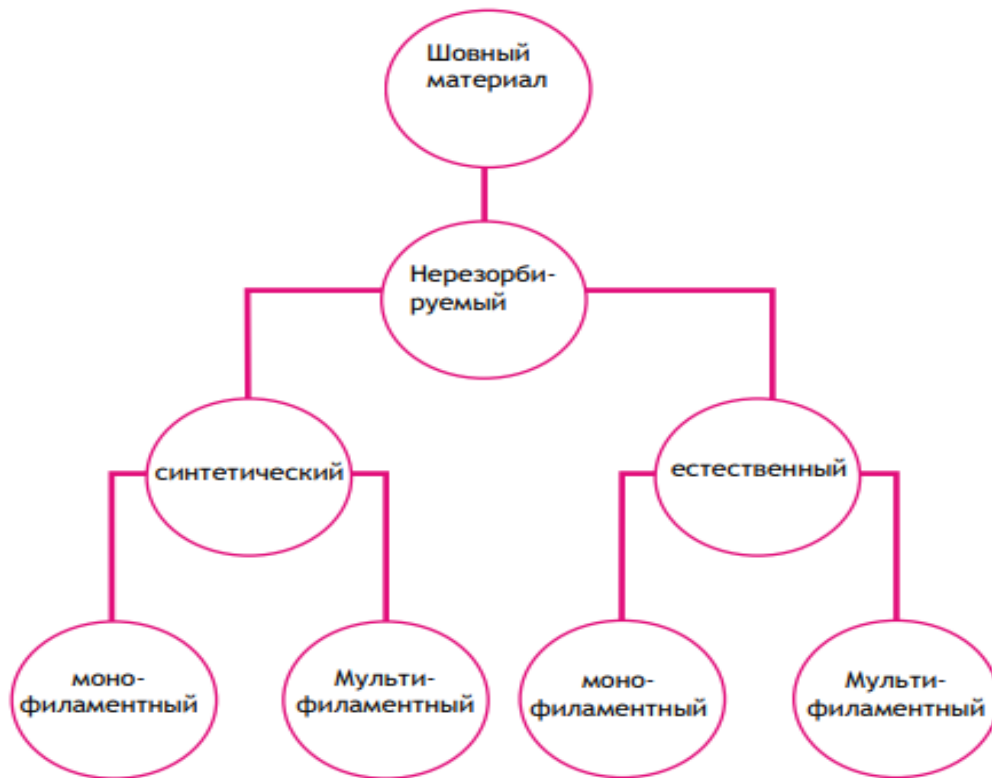 Шовный
материал
Нерезорби-
руемый
синтетический
естественный
моно-
филаментный
Мульти-
филаментный
моно-
филаментный
Мульти-
филаментный